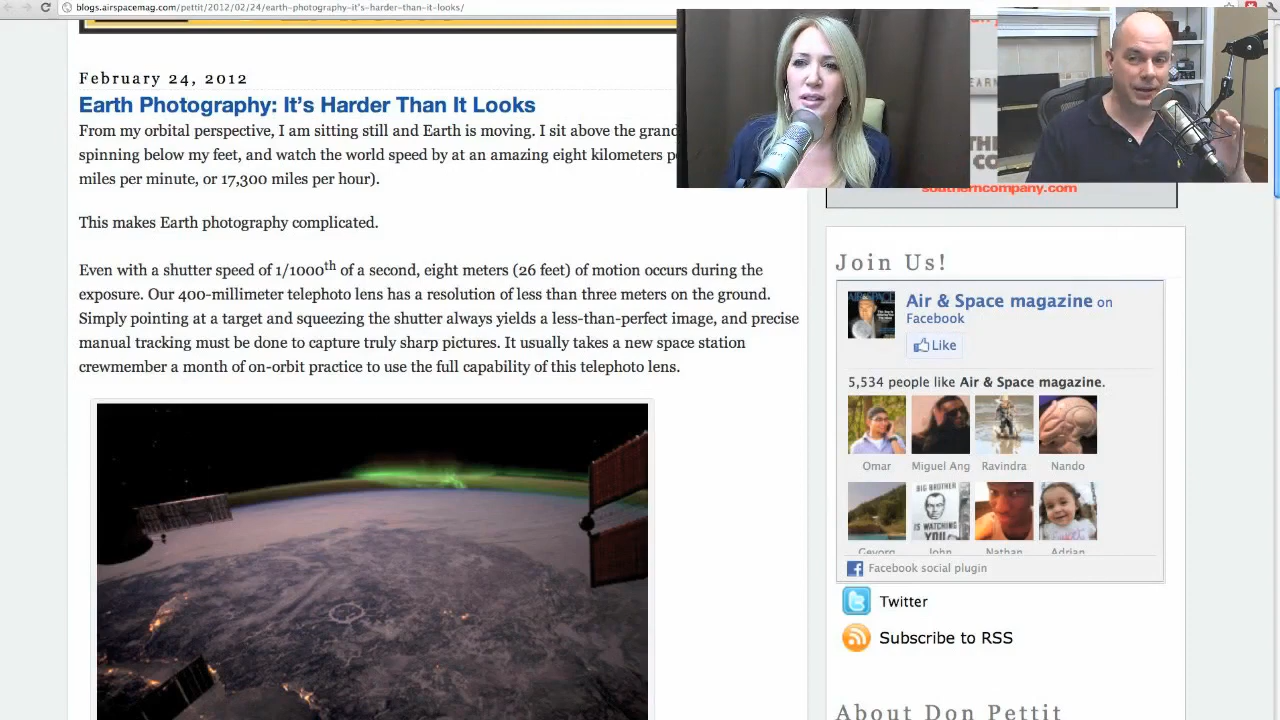 blogs.airspacemag.com/pettit/2012/02/24/earth-photography-it's-harder-than-it-looks/
February 24, 2012
Earth Photography: It's Harder Than It Looks
From my orbital perspective, I am sitting still and Earth is moving. I sit above the grand
spinning below my feet, and watch the world speed by at an amazing eight kilometers
miles per minute, or 17,300 miles per hour).
This makes Earth photography complicated.
Even with a shutter speed of 1/1000th of a second, eight meters (26 feet) of motion occurs during the
exposure. Our 400-millimeter telephoto lens has a resolution of less than three meters on the ground.
Simply pointing at a target and squeezing the shutter always yields a less-than-perfect image, and precise
manual tracking must be done to capture truly sharp pictures. It usually takes a new space station
crewmember a month of on-orbit practice to use the full capability of this telephoto lens.
southerncompany.com
Join Us!
Air & Space magazine on
Facebook
Like
5,534 people like Air & Space magazine.
Omar Miguel Ang Ravindra Nando
BIG BROTHER
IS WATCHING
YOU
Gevorg John Nathan Adrian
Facebook social plugin
Twitter
Subscribe to RSS
About Don Pettit